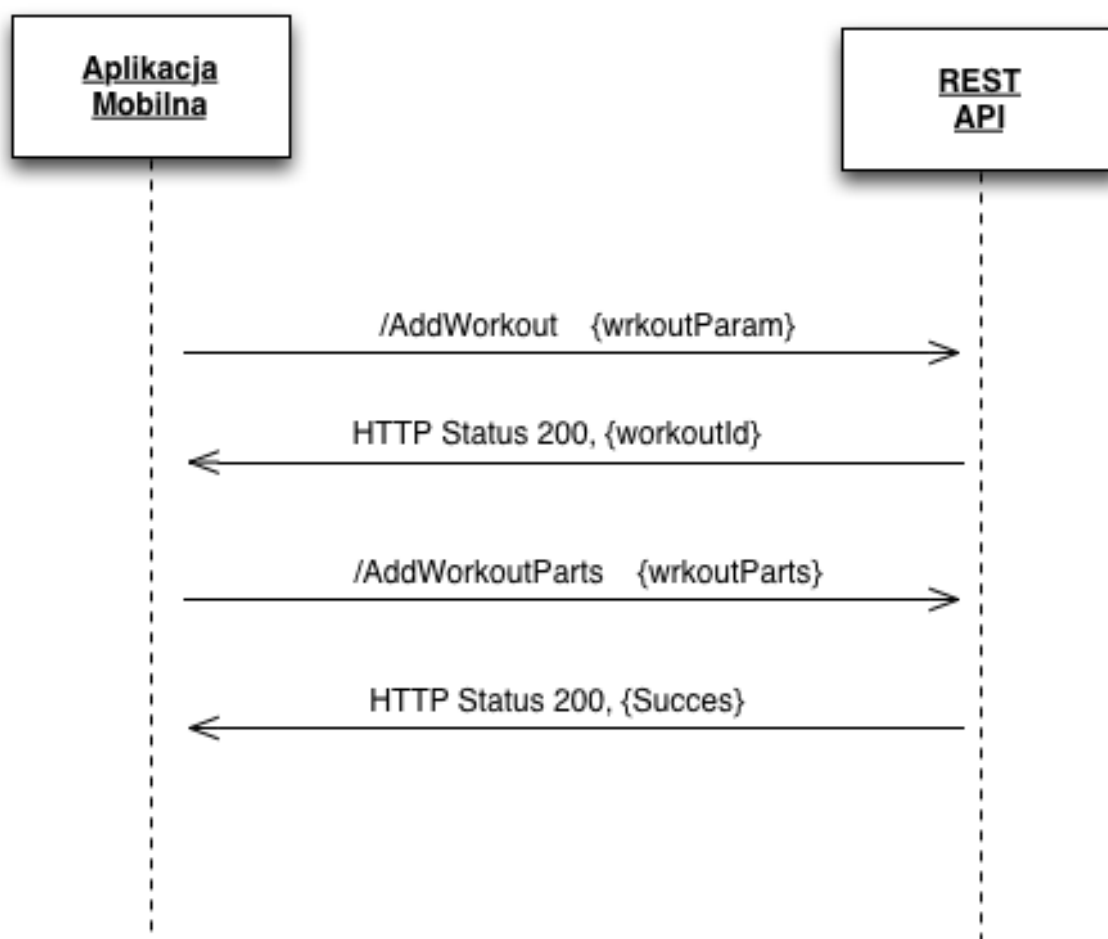 Aplikacja
Mobilna
REST
API
/AddWorkout {wrkoutParam}
HTTP Status 200, {workoutId}
/AddWorkoutParts {wrkoutParts}
HTTP Status 200, {Succes}